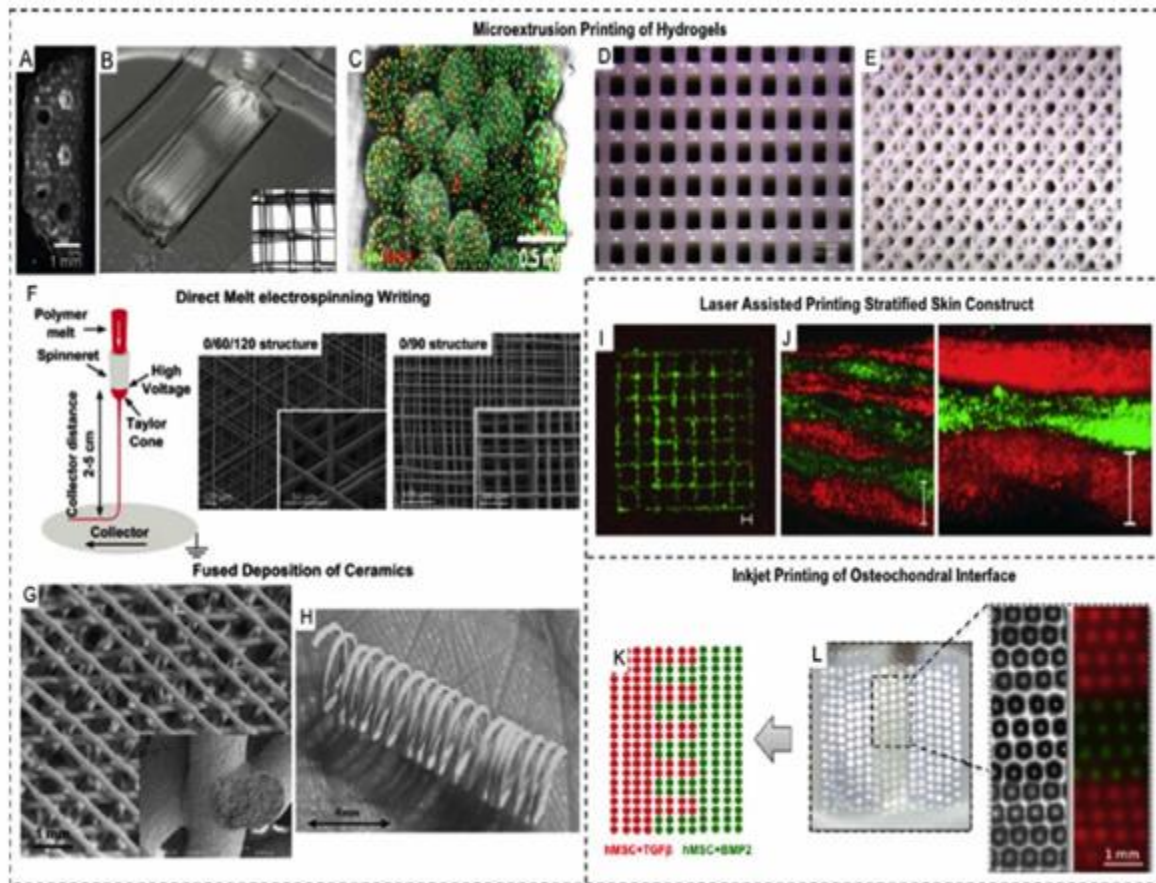 Microextrusion Printing of Hydrogels
A
B
C
D
E
1 mm
0.5 m
F
Direct Melt electrospinning Writing
Polymer
melt
Spinneret
High
Voltage
Taylor
Cone
Collector distance
2-5 cm
Collector
0/60/120 structure
0/90 structure
Fused Deposition of Ceramics
G
H
1 mm
Laser Assisted Printing Stratified Skin Construct
I
J
Inkjet Printing of Osteochondral Interface
K
L
hMSC+TGFβ
hMSC+BMP2
1 mm